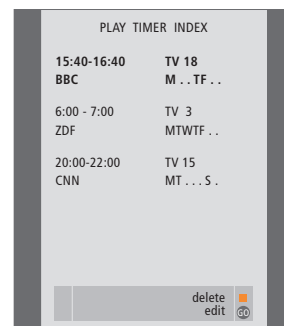 PLAY TIMER INDEX
15:40-16:40 TV 18
BBC M . . TF . .
6:00 - 7:00 TV 3
ZDF MTWTF . .
20:00-22:00 TV 15
CNN MT . . . S .
delete
edit GO